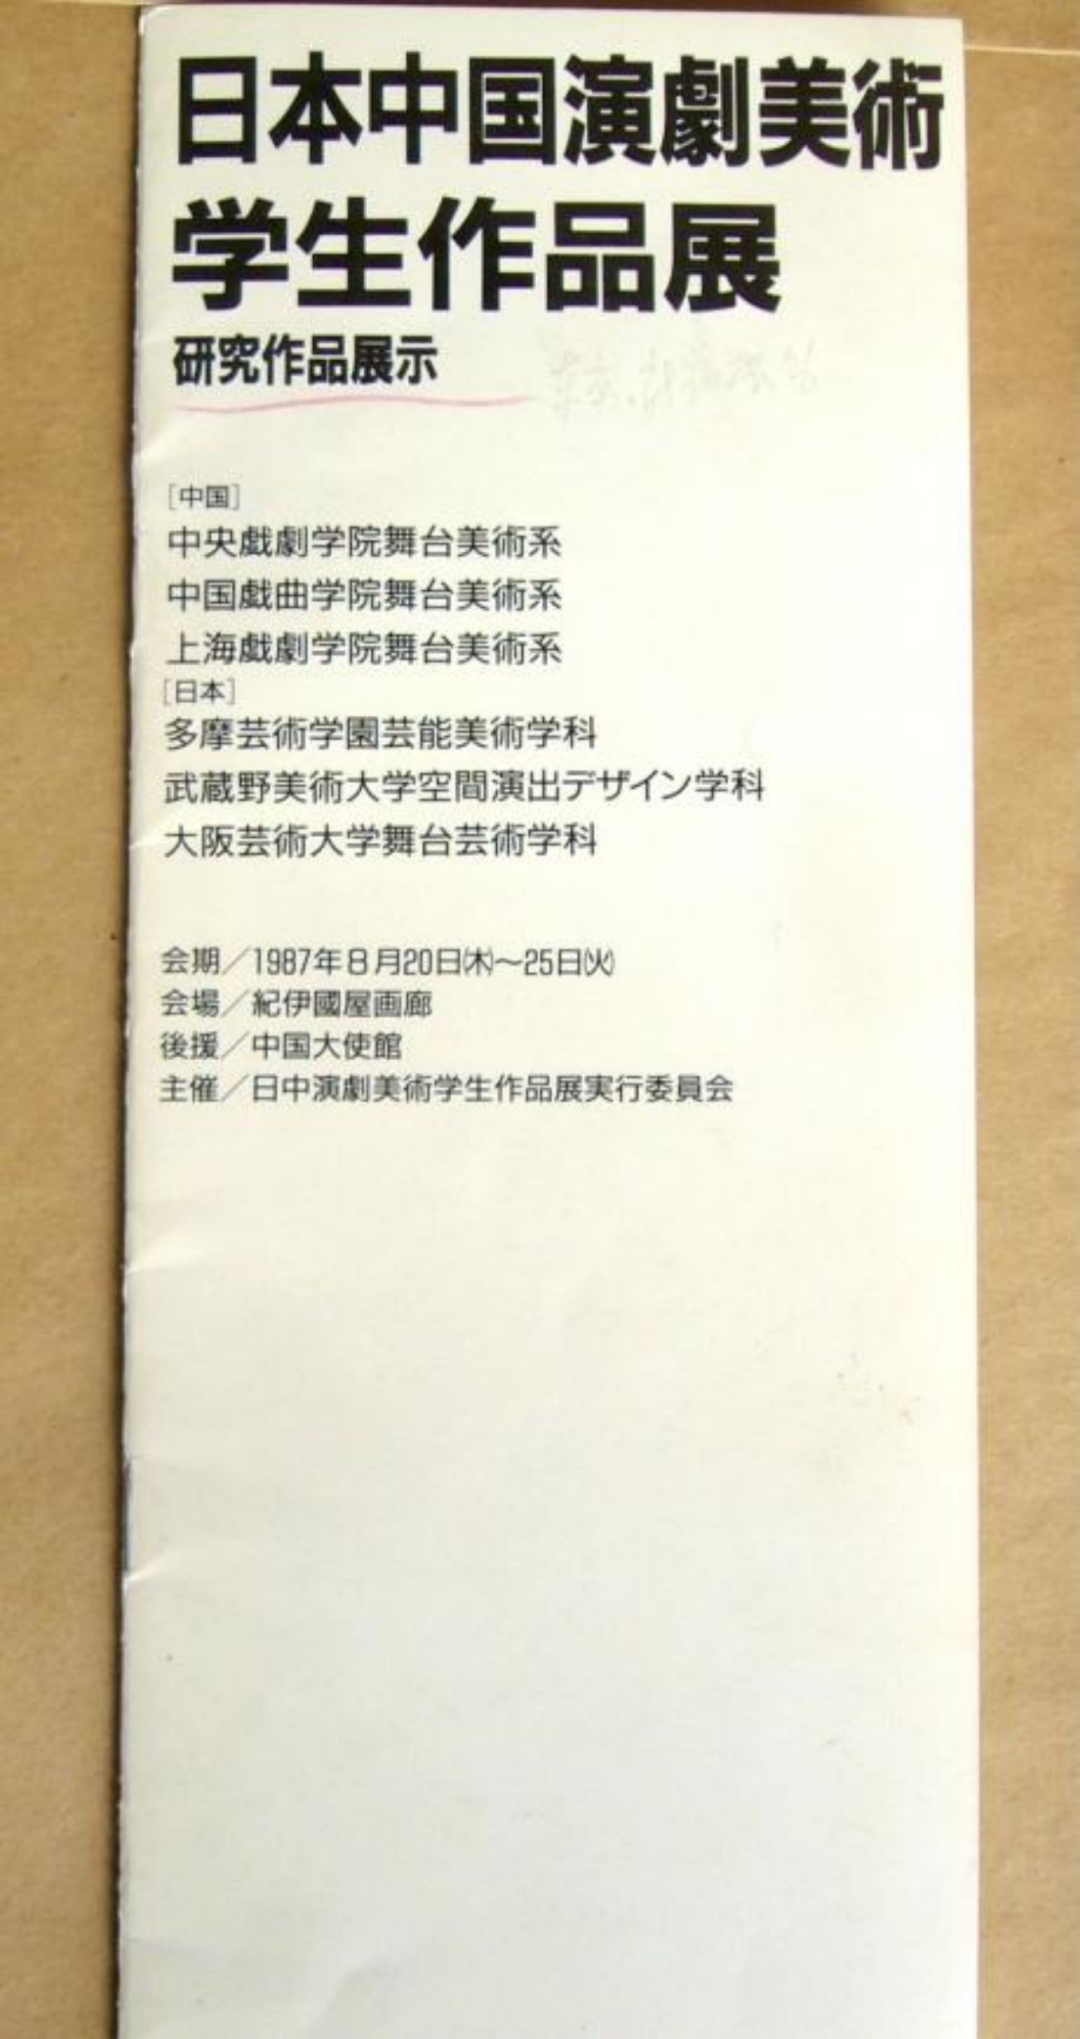 日本中国演劇美術
学生作品展
研究作品展示
[中国]
中央戯劇学院舞台美術系
中国戯曲学院舞台美術系
上海戯劇学院舞台美術系
[日本]
多摩芸術学園芸能美術学科
武蔵野美術大学空間演出デザイン学科
大阪芸術大学舞台芸術学科
会期／1987年8月20日(木)〜25日(火)
会場／紀伊國屋画廊
後援／中国大使館
主催／日中演劇美術学生作品展実行委員会